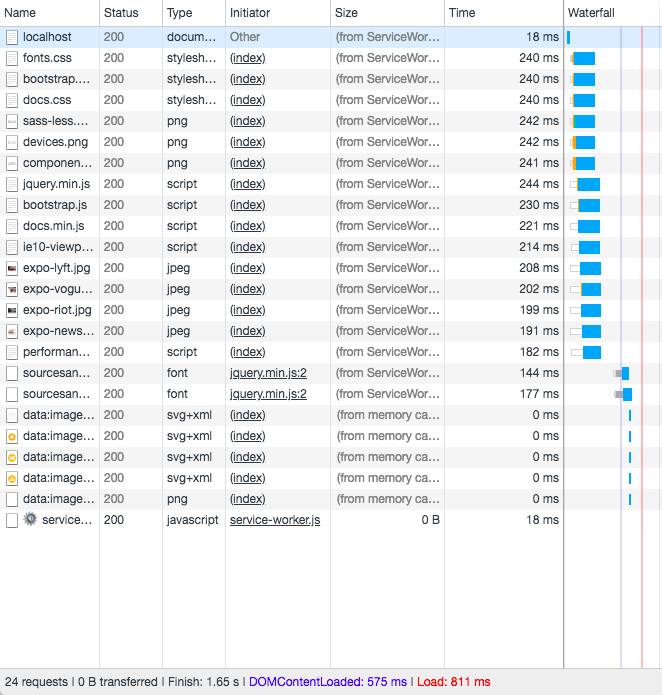 Name Status Type Initiator Size Time Waterfall
localhost 200 docum... Other (from ServiceWor... 18 ms
fonts.css 200 stylesh... (index) (from ServiceWor... 240 ms
bootstrap.... 200 stylesh... (index) (from ServiceWor... 240 ms
docs.css 200 stylesh... (index) (from ServiceWor... 240 ms
sass-less.... 200 png (index) (from ServiceWor... 242 ms
devices.png 200 png (index) (from ServiceWor... 242 ms
componen... 200 png (index) (from ServiceWor... 241 ms
jquery.min.js 200 script (index) (from ServiceWor... 244 ms
bootstrap.js 200 script (index) (from ServiceWor... 230 ms
docs.min.js 200 script (index) (from ServiceWor... 221 ms
ie10-viewp... 200 script (index) (from ServiceWor... 214 ms
expo-lyft.jpg 200 jpeg (index) (from ServiceWor... 208 ms
expo-vogu... 200 jpeg (index) (from ServiceWor... 202 ms
expo-riot.jpg 200 jpeg (index) (from ServiceWor... 199 ms
expo-news... 200 jpeg (index) (from ServiceWor... 191 ms
performan... 200 script (index) (from ServiceWor... 182 ms
sourcesan... 200 font jquery.min.js:2 (from ServiceWor... 144 ms
sourcesan... 200 font jquery.min.js:2 (from ServiceWor... 177 ms
data:image... 200 svg+xml (index) (from memory ca... 0 ms
data:image... 200 svg+xml (index) (from memory ca... 0 ms
data:image... 200 svg+xml (index) (from memory ca... 0 ms
data:image... 200 svg+xml (index) (from memory ca... 0 ms
data:image... 200 png (index) (from memory ca... 0 ms
service... 200 javascript service-worker.js 0 B 18 ms
24 requests | 0 B transferred | Finish: 1.65 s | DOMContentLoaded: 575 ms | Load: 811 ms